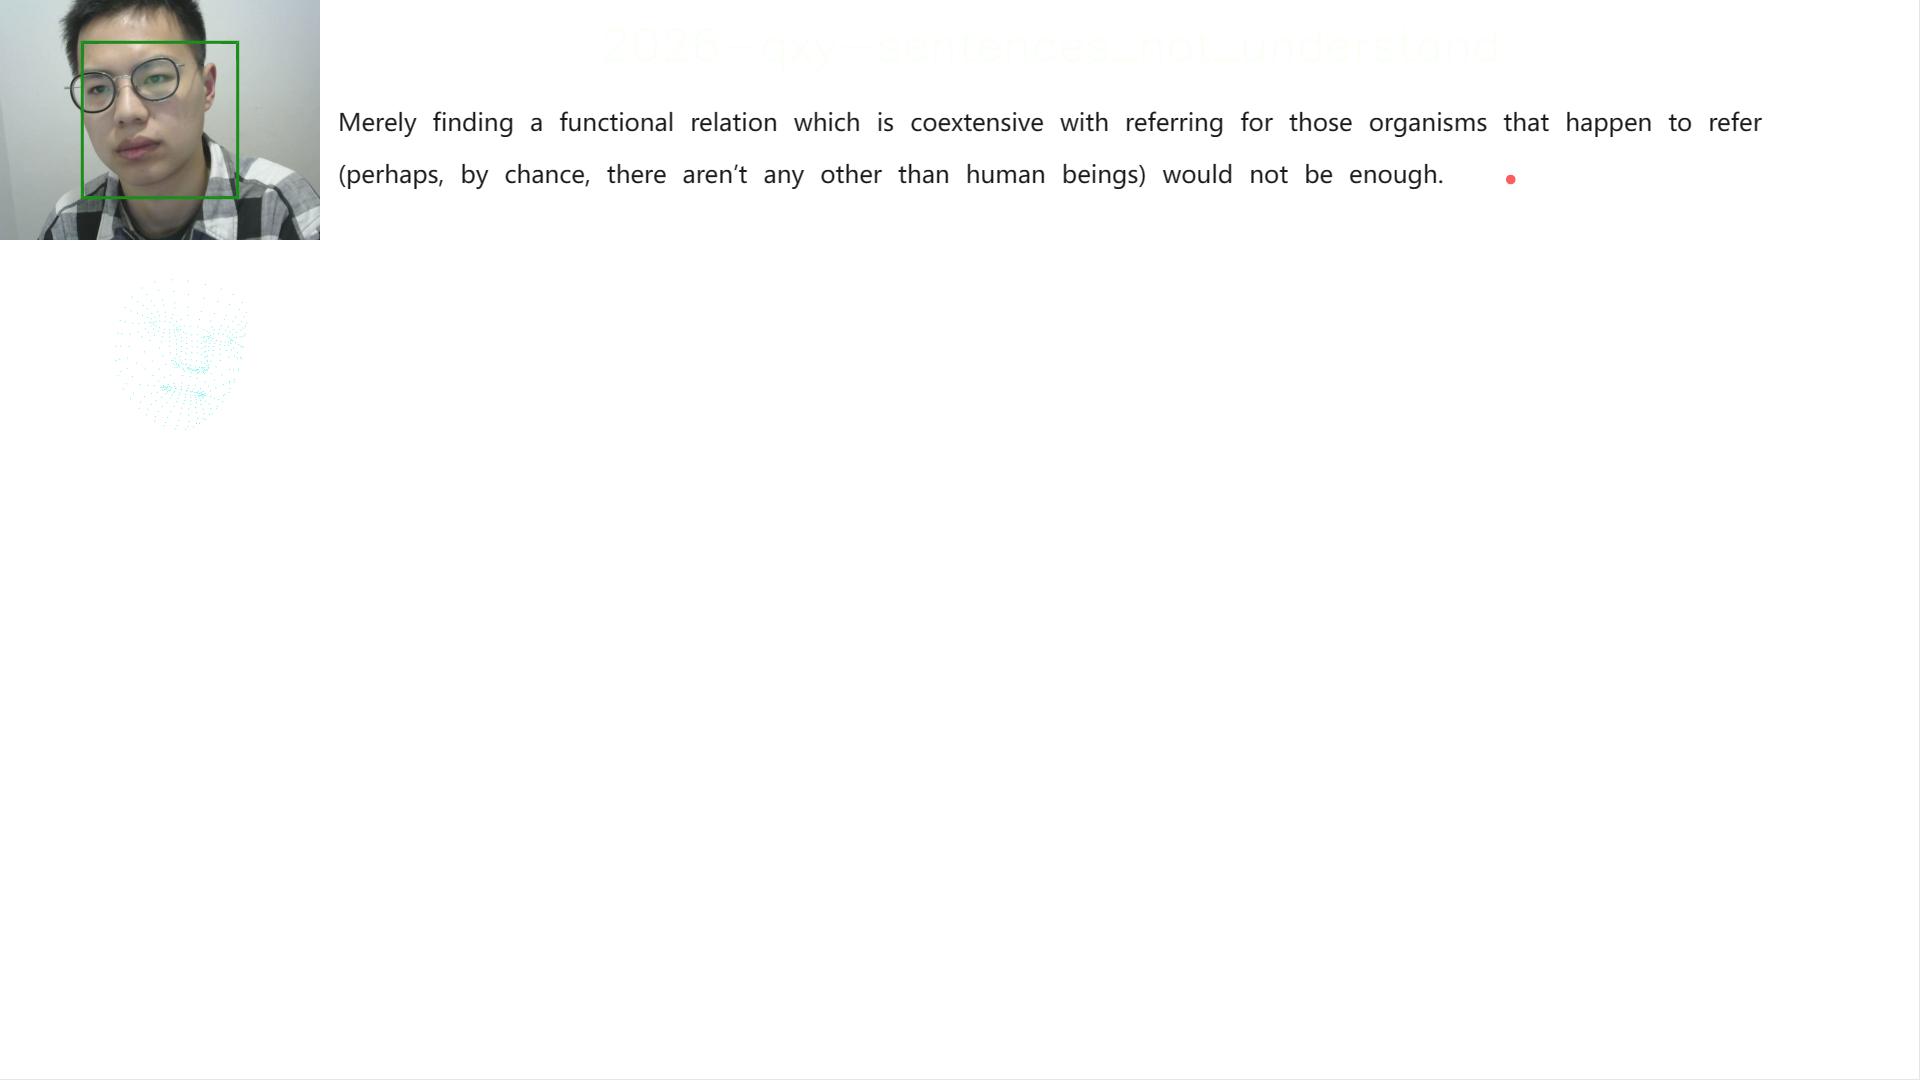 2026-qxy-sentences_not_understand
Merely finding a functional relation which is coextensive with referring for those organisms that happen to refer
(perhaps, by chance, there aren’t any other than human beings) would not be enough.